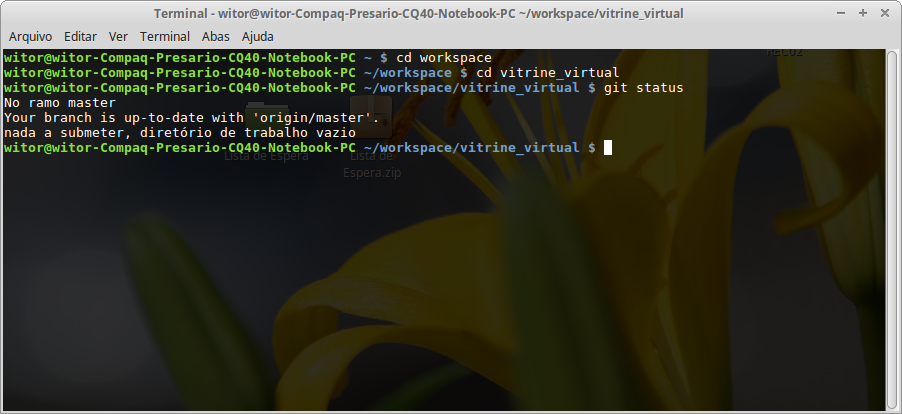 Terminal - witor@witor-Compaq-Presario-CQ40-Notebook-PC ~/workspace/vitrine_virtual
Arquivo Editar Ver Terminal Abas Ajuda
witor@witor-Compaq-Presario-CQ40-Notebook-PC ~ $ cd workspace
witor@witor-Compaq-Presario-CQ40-Notebook-PC ~/workspace $ cd vitrine_virtual
witor@witor-Compaq-Presario-CQ40-Notebook-PC ~/workspace/vitrine_virtual $ git status
No ramo master
Your branch is up-to-date with 'origin/master'.
nada a submeter, diretório de trabalho vazio
witor@witor-Compaq-Presario-CQ40-Notebook-PC ~/workspace/vitrine_virtual $
Lista de Espera
Lista de
Espera.zip